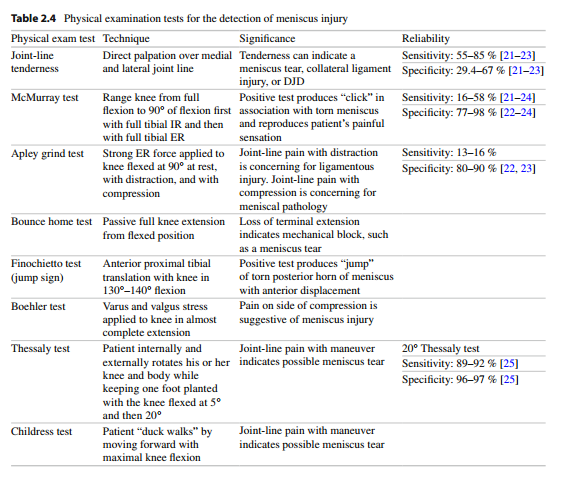 Table 2.4 Physical examination tests for the detection of meniscus injury
Physical exam test Technique Significance Reliability
Joint-line tenderness
Direct palpation over medial and lateral joint line
Tenderness can indicate a meniscus tear, collateral ligament injury, or DJD
Sensitivity: 55–85 % [21–23]
Specificity: 29.4–67 % [21–23]
McMurray test
Range knee from full flexion to 90° of flexion first with full tibial IR and then with full tibial ER
Positive test produces “click” in association with torn meniscus and reproduces patient’s painful sensation
Sensitivity: 16–58 % [21–24]
Specificity: 77–98 % [22–24]
Apley grind test
Strong ER force applied to knee flexed at 90° at rest, with distraction, and with compression
Joint-line pain with distraction is concerning for ligamentous injury. Joint-line pain with compression is concerning for meniscal pathology
Sensitivity: 13–16 %
Specificity: 80–90 % [22, 23]
Bounce home test
Passive full knee extension from flexed position
Loss of terminal extension indicates mechanical block, such as a meniscus tear
Finochietto test (jump sign)
Anterior proximal tibial translation with knee in 130°–140° flexion
Positive test produces “jump” of torn posterior horn of meniscus with anterior displacement
Boehler test
Varus and valgus stress applied to knee in almost complete extension
Pain on side of compression is suggestive of meniscus injury
Thessaly test
Patient internally and externally rotates his or her knee and body while keeping one foot planted with the knee flexed at 5° and then 20°
Joint-line pain with maneuver indicates possible meniscus tear
20° Thessaly test
Sensitivity: 89–92 % [25]
Specificity: 96–97 % [25]
Childress test
Patient “duck walks” by moving forward with maximal knee flexion
Joint-line pain with maneuver indicates possible meniscus tear